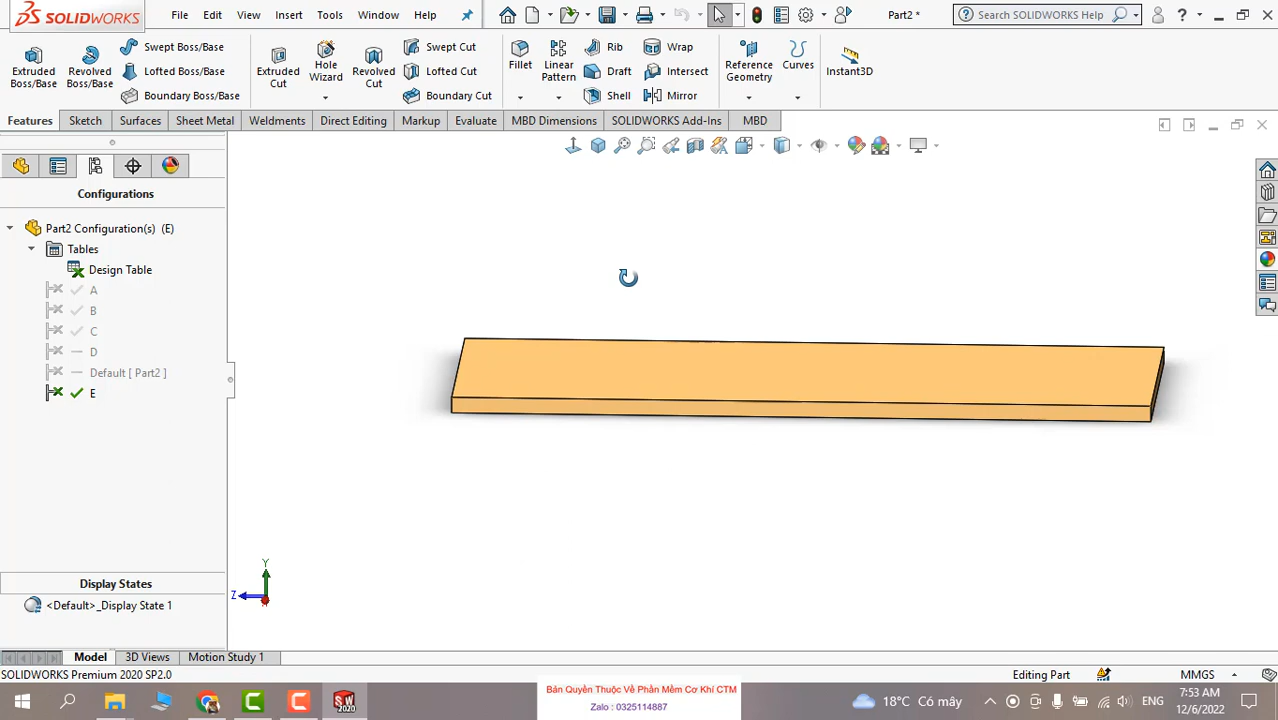 SOLIDWORKS
File Edit View Insert Tools Window Help
Part2 *
Search SOLIDWORKS Help
Extruded Boss/Base
Revolved Boss/Base
Swept Boss/Base
Lofted Boss/Base
Boundary Boss/Base
Extruded Cut
Hole Wizard
Revolved Cut
Swept Cut
Lofted Cut
Boundary Cut
Fillet
Linear Pattern
Rib
Draft
Shell
Wrap
Intersect
Mirror
Reference Geometry
Curves
Instant3D
Features Sketch Surfaces Sheet Metal Weldments Direct Editing Markup Evaluate MBD Dimensions SOLIDWORKS Add-Ins MBD
Configurations
Part2 Configuration(s) (E)
Tables
Design Table
A
B
C
D
Default [ Part2 ]
E
Y
Z
Display States
<Default>_Display State 1
Model 3D Views Motion Study 1
SOLIDWORKS Premium 2020 SP2.0
Editing Part
MMGS
SW 2020
Bản Quyền Thuộc Về Phần Mềm Cơ Khí CTM
Zalo : 0325114887
18°C Có mây
ENG
7:53 AM
12/6/2022